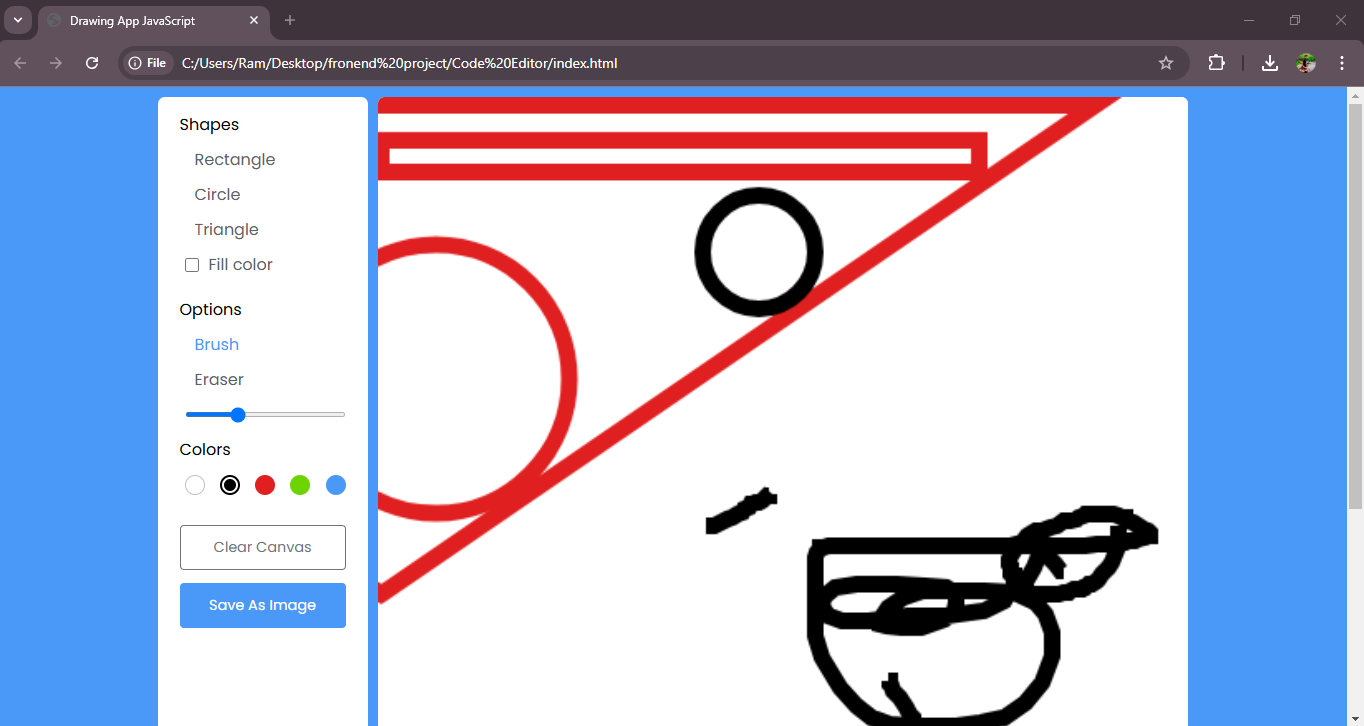 Drawing App JavaScript
File
C:/Users/Ram/Desktop/fronend%20project/Code%20Editor/index.html
Shapes
Rectangle
Circle
Triangle
Fill color
Options
Brush
Eraser
Colors
Clear Canvas
Save As Image